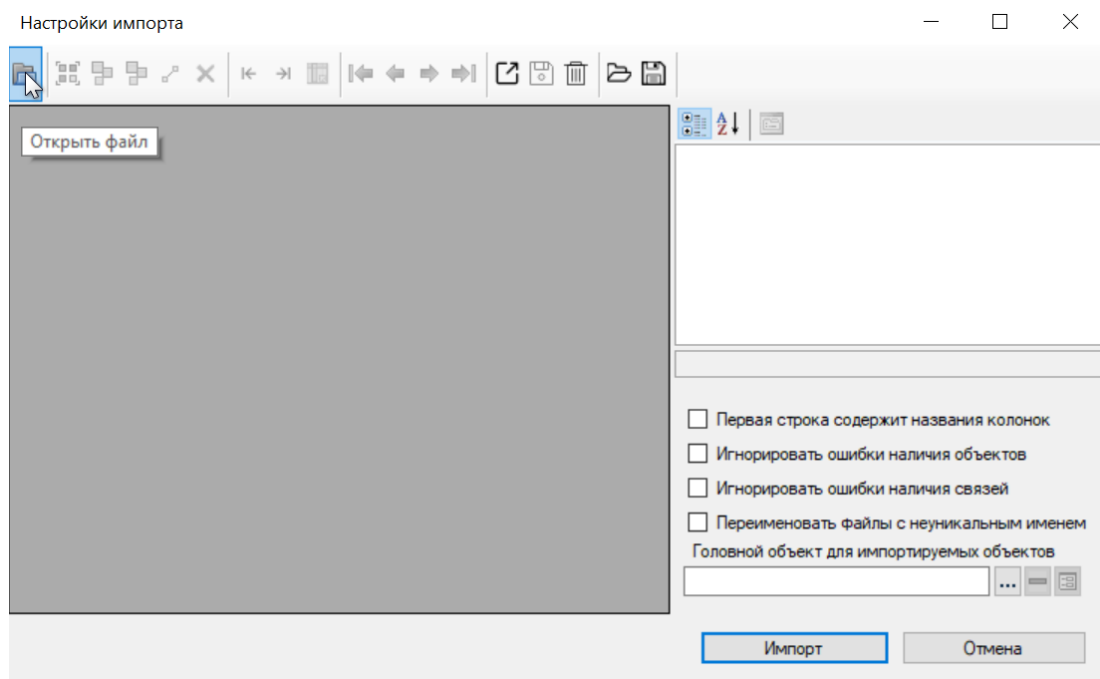 Настройки импорта
Открыть файл
Первая строка содержит названия колонок
Игнорировать ошибки наличия объектов
Игнорировать ошибки наличия связей
Переименовать файлы с неуникальным именем
Головной объект для импортируемых объектов
...
Импорт
Отмена